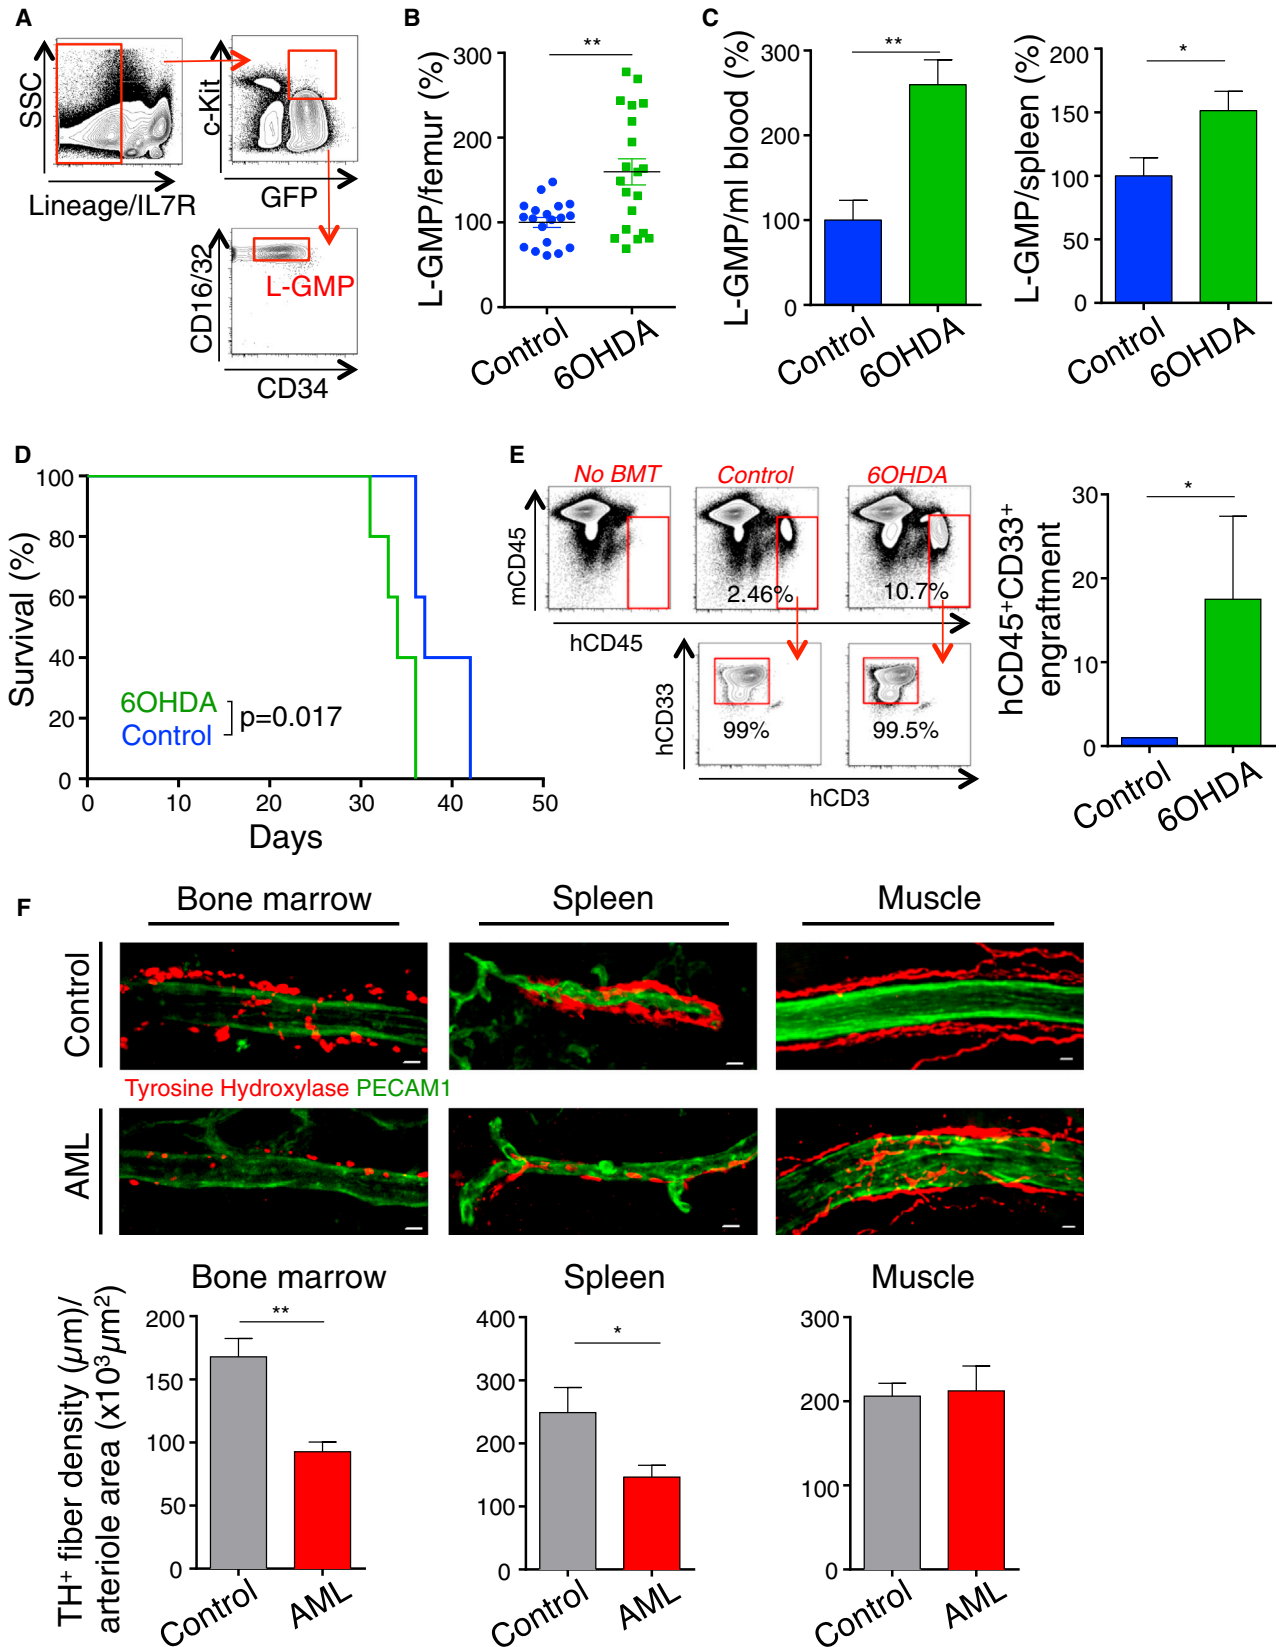 A
SSC
Lineage/IL7R
c-Kit
GFP
CD16/32
L-GMP
CD34
B
L-GMP/femur (%)
300
200
100
0
**
Control
6OHDA
C
L-GMP/ml blood (%)
300
200
100
0
**
Control
6OHDA
L-GMP/spleen (%)
200
150
100
50
0
*
Control
6OHDA
D
Survival (%)
100
80
60
40
20
0
6OHDA
Control
p=0.017
0 10 20 30 40 50
Days
E
No BMT Control 6OHDA
mCD45
2.46%
10.7%
hCD45
hCD33
99%
99.5%
hCD3
hCD45+CD33+
engraftment
30
20
10
0
*
Control
6OHDA
F
Bone marrow Spleen Muscle
Control
Tyrosine Hydroxylase PECAM1
AML
TH+ fiber density (µm)/
arteriole area (x10³µm²)
Bone marrow
200
150
100
50
0
**
Control
AML
Spleen
400
300
200
100
0
*
Control
AML
Muscle
300
200
100
0
Control
AML